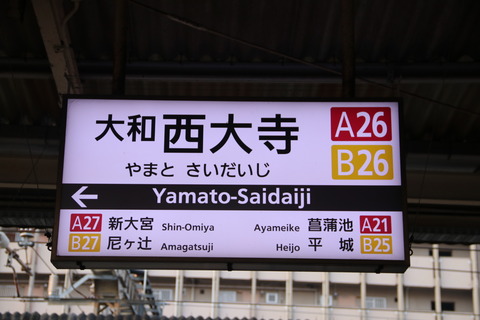 大和西大寺 A26
やまと さいだいじ B26
← Yamato-Saidaiji
A27 新大宮 Shin-Omiya Ayameike 菖蒲池 A21
B27 尼ヶ辻 Amagatsuji Heijo 平城 B25